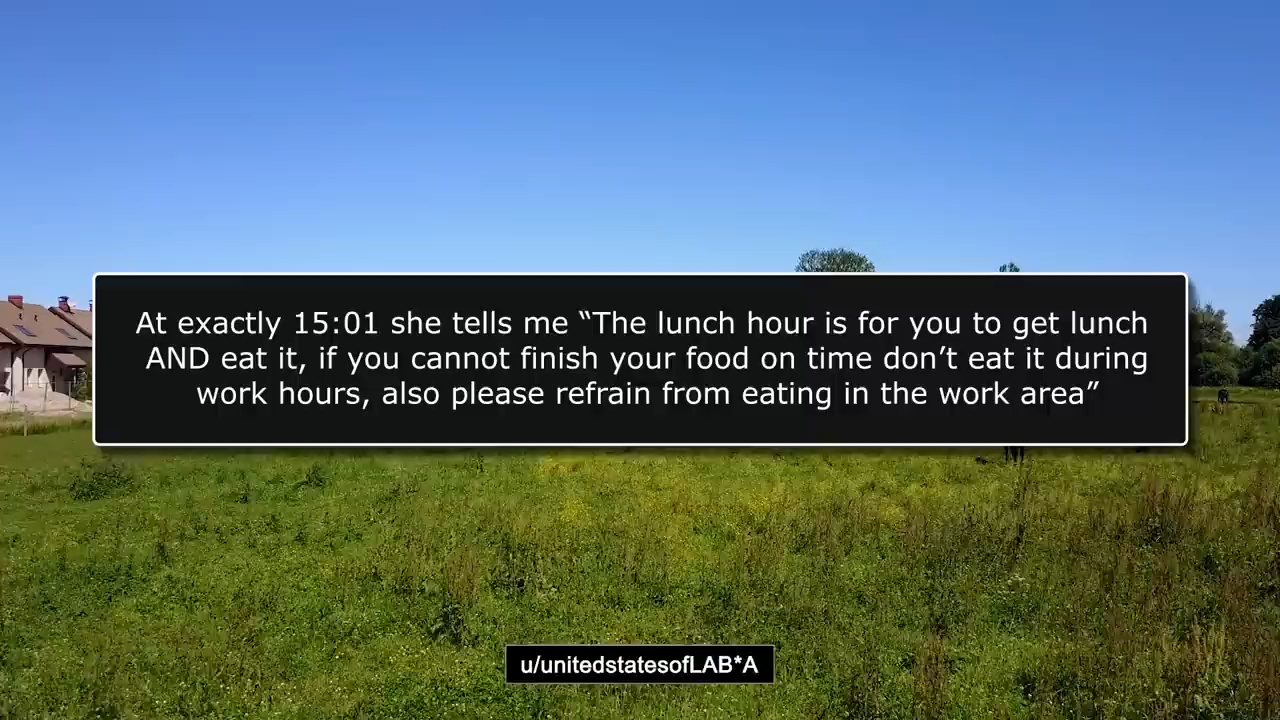 At exactly 15:01 she tells me “The lunch hour is for you to get lunch
AND eat it, if you cannot finish your food on time don’t eat it during
work hours, also please refrain from eating in the work area”
u/unitedstatesofLAB*A